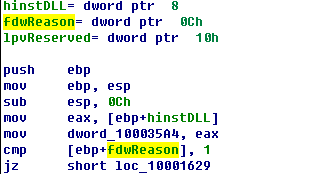 hinstDLL= dword ptr  8
fdwReason= dword ptr  0Ch
lpvReserved= dword ptr  10h
push    ebp
mov     ebp, esp
sub     esp, 0Ch
mov     eax, [ebp+hinstDLL]
mov     dword_100035A4, eax
cmp     [ebp+fdwReason], 1
jz      short loc_10001629